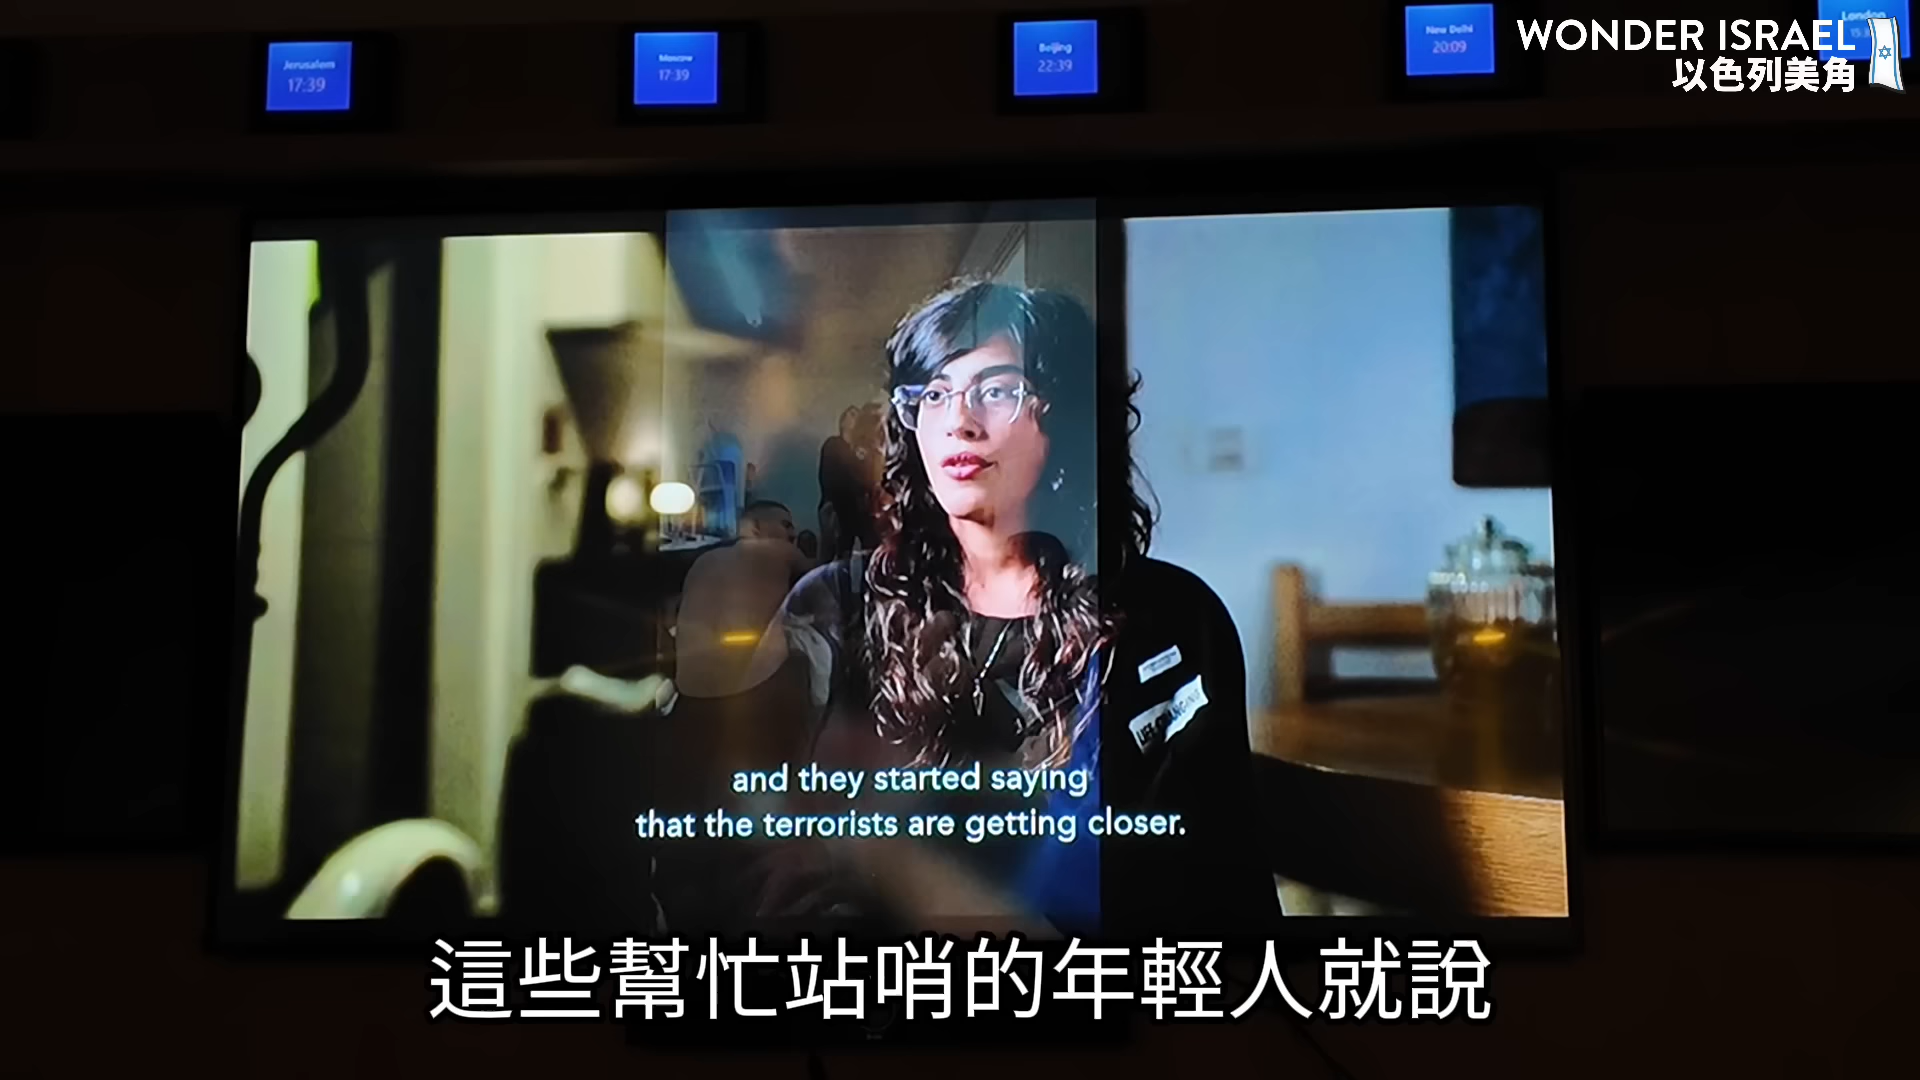 Jerusalem
17:39
Moscow
17:39
Beijing
22:39
New Delhi
20:09
London
WONDER ISRAEL
以色列美角
and they started saying
that the terrorists are getting closer.
這些幫忙站哨的年輕人就說